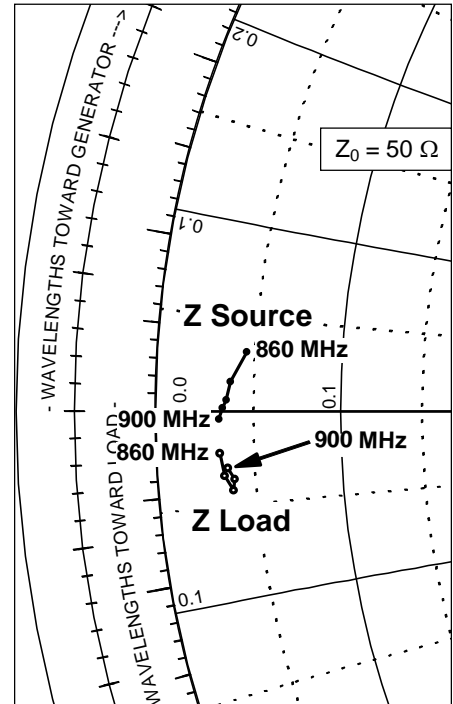 0.2
- WAVELENGTHS TOWARD GENERATOR --->
Z₀ = 50 Ω
0.1
Z Source
860 MHz
0.0
0.1
900 MHz
860 MHz
900 MHz
WAVELENGTHS TOWARD LOAD -
Z Load
0.1